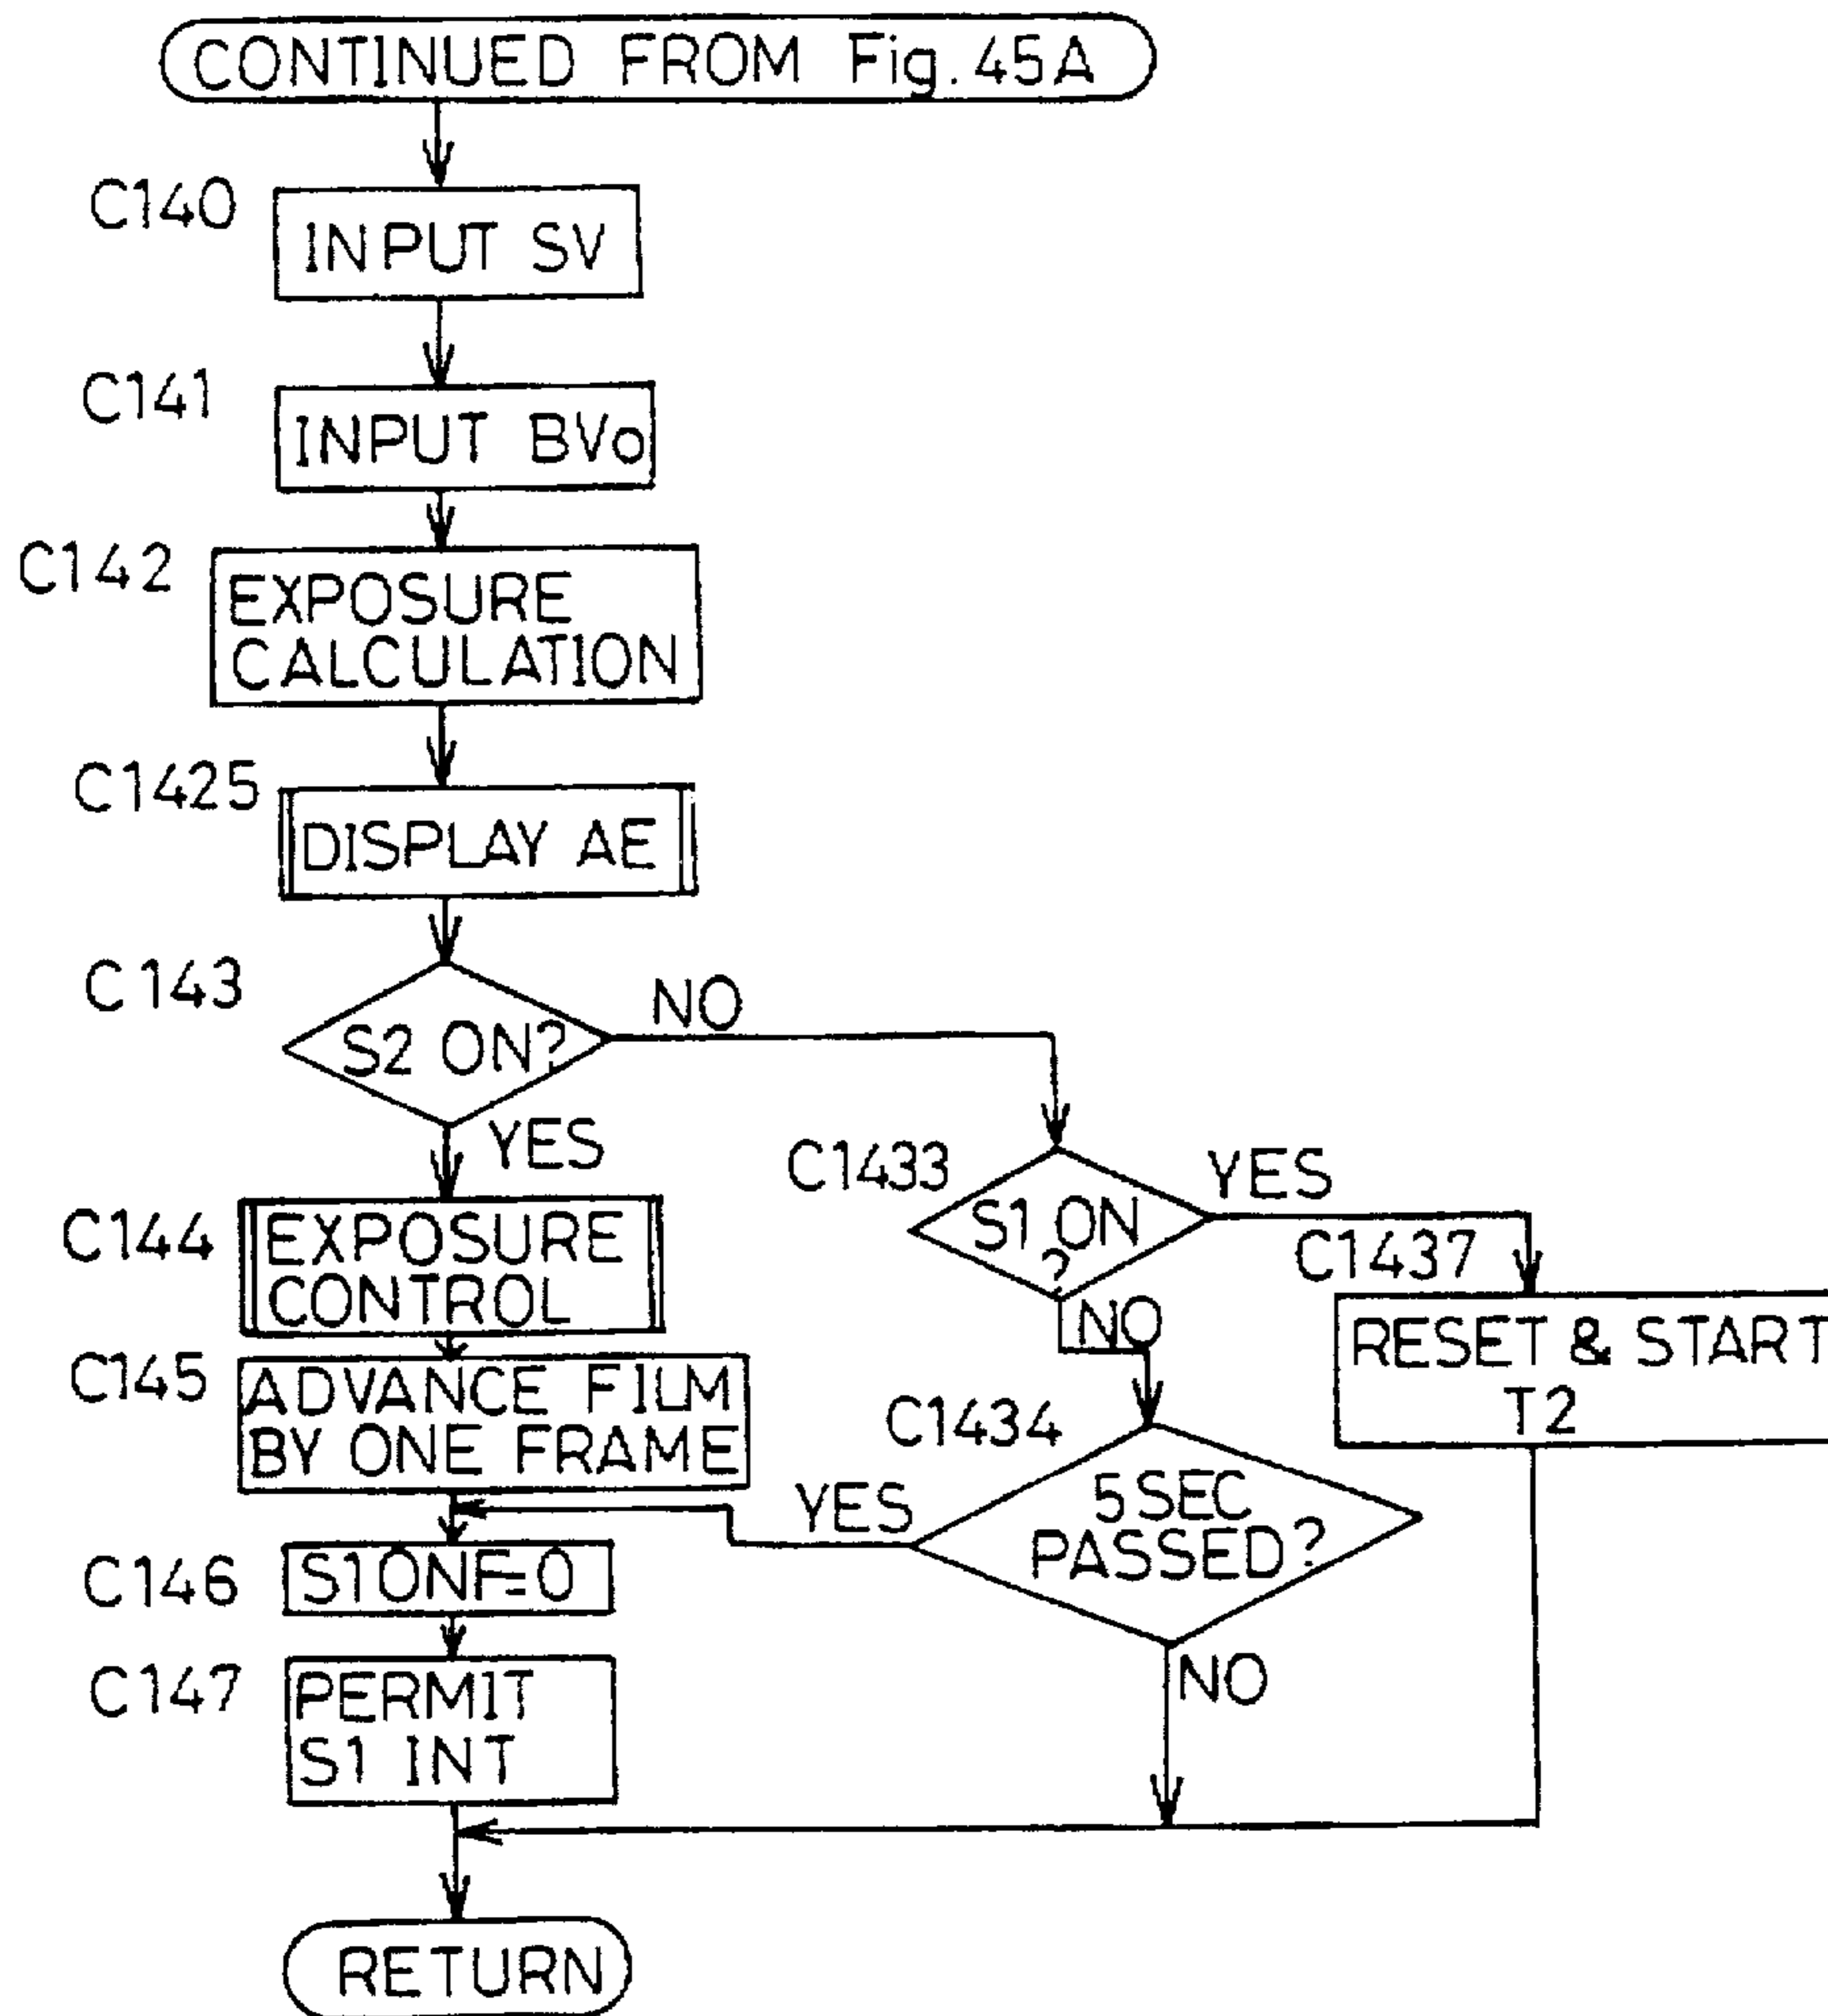 CONTINUED FROM Fig.45A
C140
INPUT SV
C141
INPUT BVo
C142
EXPOSURE
CALCULATION
C1425
DISPLAY AE
C143
S2 ON?
NO
YES
C1433
S1 ON
?
YES
NO
C1437
RESET & START
T2
C144
EXPOSURE
CONTROL
C145
ADVANCE FILM
BY ONE FRAME
C1434
5 SEC
PASSED?
YES
NO
C146
S1ONF=0
C147
PERMIT
S1 INT
RETURN